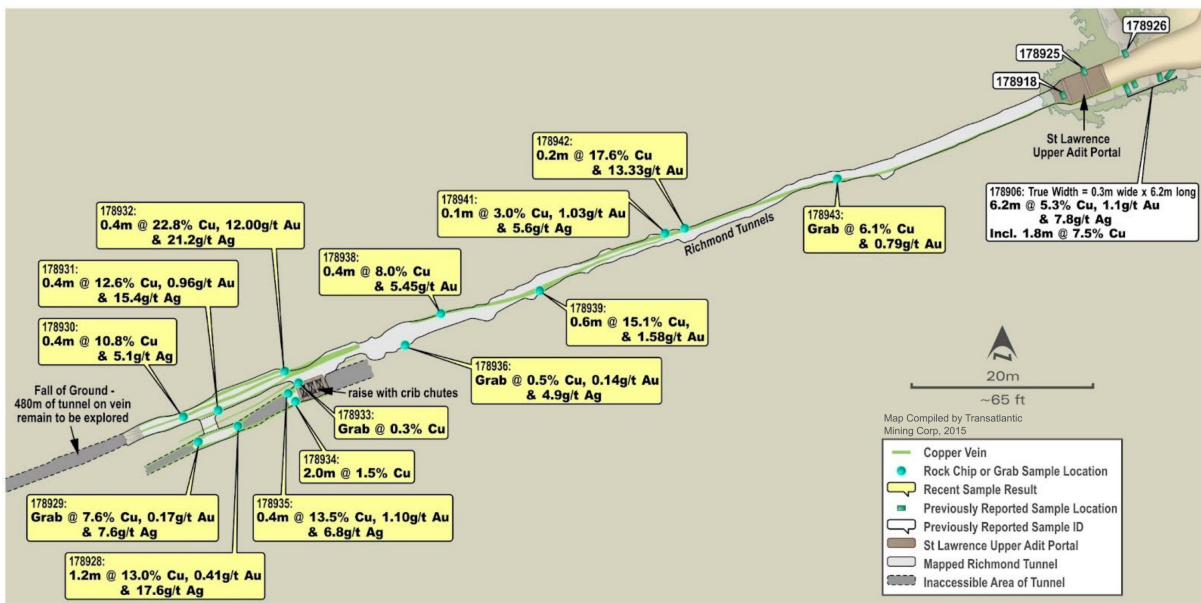 178926
178925
178918
St Lawrence
Upper Adit Portal
178906: True Width = 0.3m wide x 6.2m long
6.2m @ 5.3% Cu, 1.1g/t Au
& 7.8g/t Ag
Incl. 1.8m @ 7.5% Cu
178942:
0.2m @ 17.6% Cu
& 13.33g/t Au
178941:
0.1m @ 3.0% Cu, 1.03g/t Au
& 5.6g/t Ag
Richmond Tunnels
178943:
Grab @ 6.1% Cu
& 0.79g/t Au
178932:
0.4m @ 22.8% Cu, 12.00g/t Au
& 21.2g/t Ag
178931:
0.4m @ 12.6% Cu, 0.96g/t Au
& 15.4g/t Ag
178938:
0.4m @ 8.0% Cu
& 5.45g/t Au
178939:
0.6m @ 15.1% Cu,
& 1.58g/t Au
178930:
0.4m @ 10.8% Cu
& 5.1g/t Ag
178936:
Grab @ 0.5% Cu, 0.14g/t Au
& 4.9g/t Ag
Fall of Ground -
480m of tunnel on vein
remain to be explored
raise with crib chutes
178933:
Grab @ 0.3% Cu
178934:
2.0m @ 1.5% Cu
178929:
Grab @ 7.6% Cu, 0.17g/t Au
& 7.6g/t Ag
178935:
0.4m @ 13.5% Cu, 1.10g/t Au
& 6.8g/t Ag
178928:
1.2m @ 13.0% Cu, 0.41g/t Au
& 17.6g/t Ag
20m
~65 ft
Map Compiled by Transatlantic
Mining Corp, 2015
Copper Vein
Rock Chip or Grab Sample Location
Recent Sample Result
Previously Reported Sample Location
Previously Reported Sample ID
St Lawrence Upper Adit Portal
Mapped Richmond Tunnel
Inaccessible Area of Tunnel